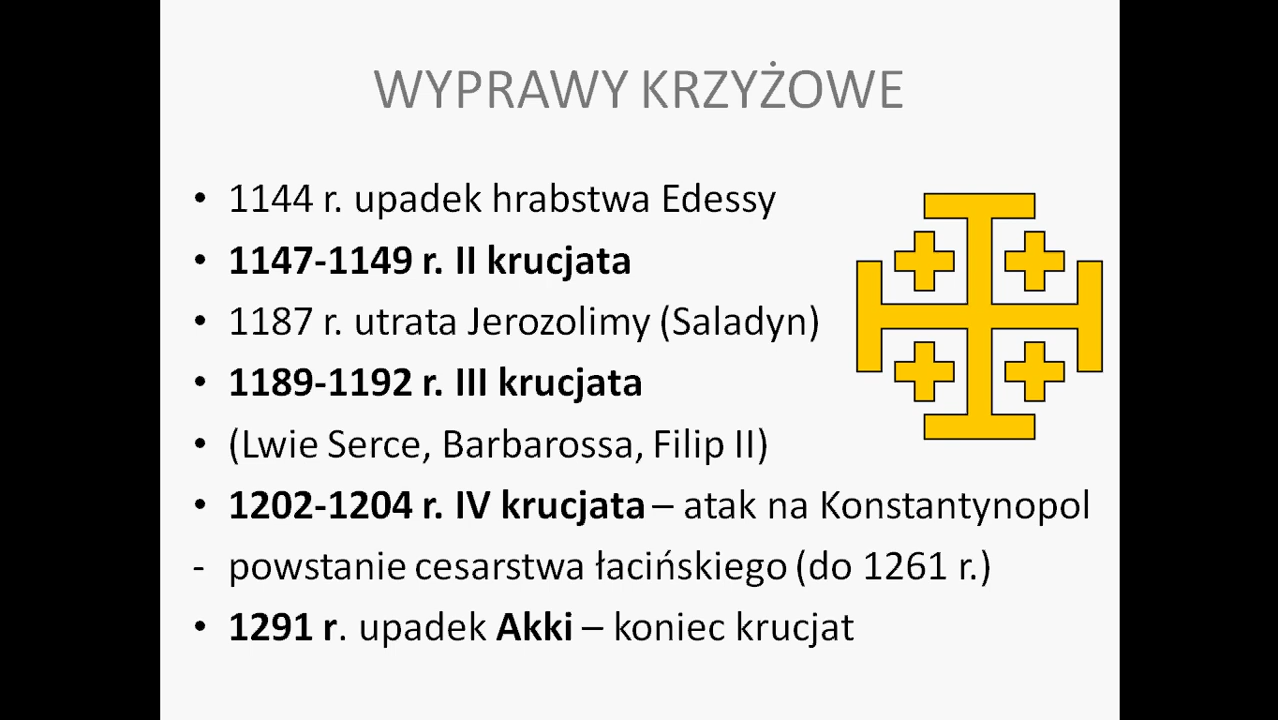 WYPRAWY KRZYŻOWE
• 1144 r. upadek hrabstwa Edessy
• 1147-1149 r. II krucjata
• 1187 r. utrata Jerozolimy (Saladyn)
• 1189-1192 r. III krucjata
• (Lwie Serce, Barbarossa, Filip II)
• 1202-1204 r. IV krucjata – atak na Konstantynopol
- powstanie cesarstwa łacińskiego (do 1261 r.)
• 1291 r. upadek Akki – koniec krucjat